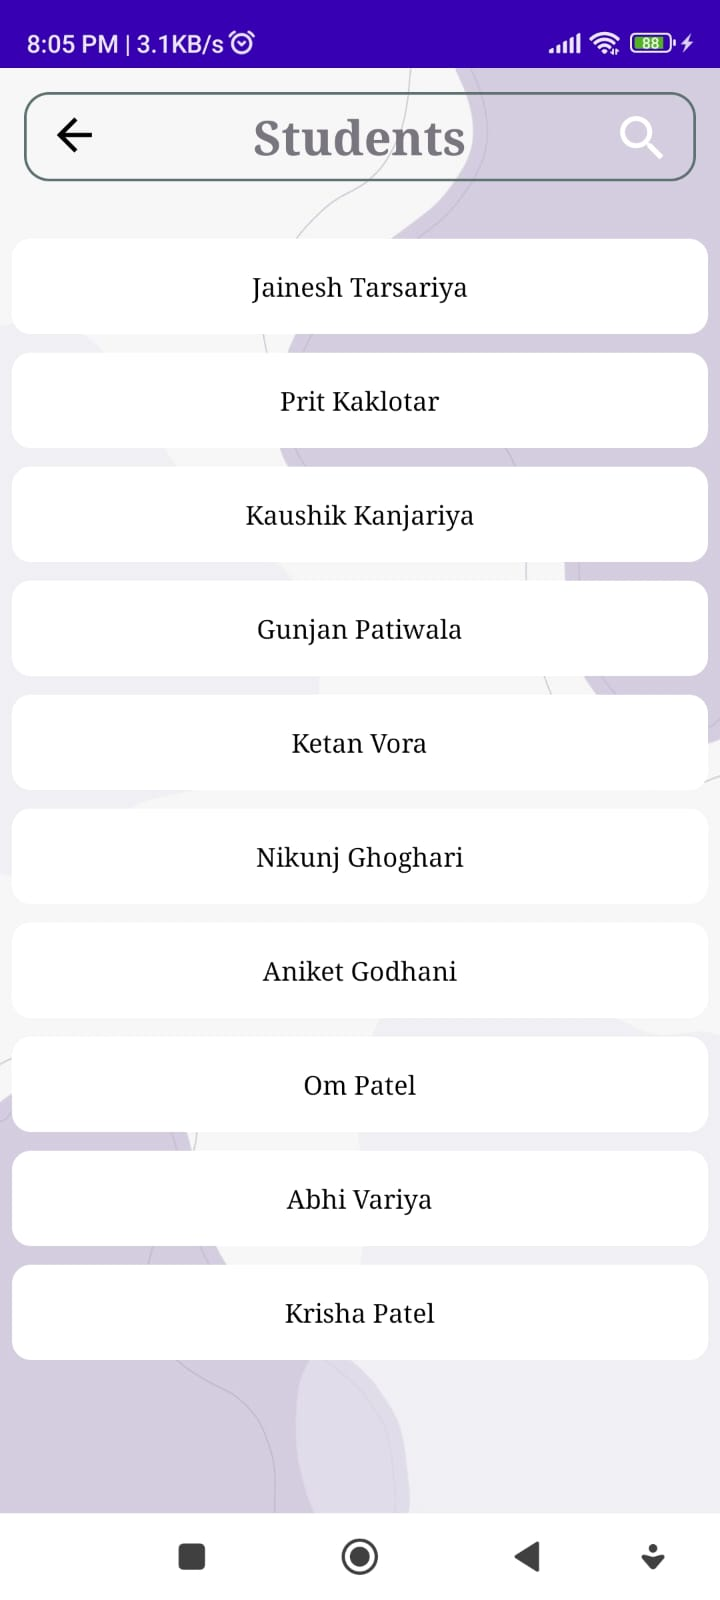 8:05 PM | 3.1KB/s 88
Students
Jainesh Tarsariya
Prit Kaklotar
Kaushik Kanjariya
Gunjan Patiwala
Ketan Vora
Nikunj Ghoghari
Aniket Godhani
Om Patel
Abhi Variya
Krisha Patel